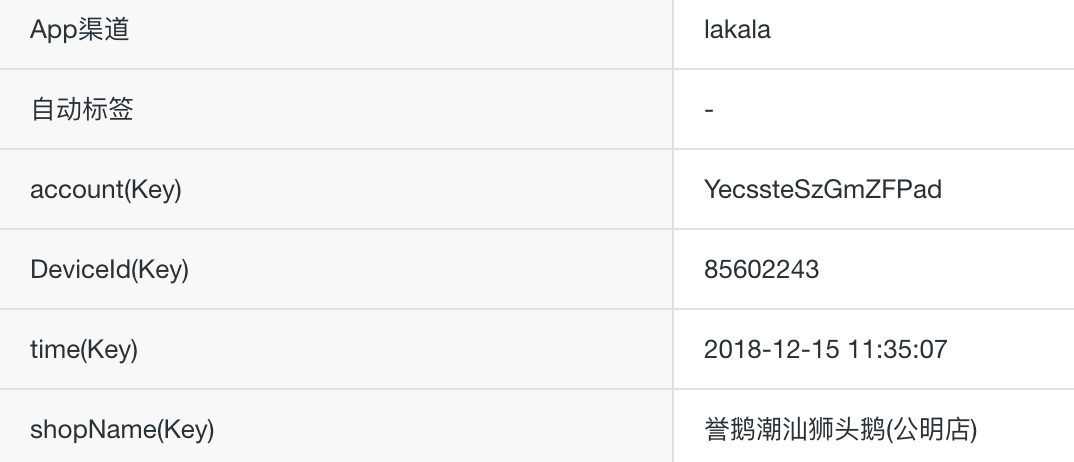 App渠道 lakala
自动标签 -
account(Key) YecssteSzGmZFPad
DeviceId(Key) 85602243
time(Key) 2018-12-15 11:35:07
shopName(Key) 誉鹅潮汕狮头鹅(公明店)